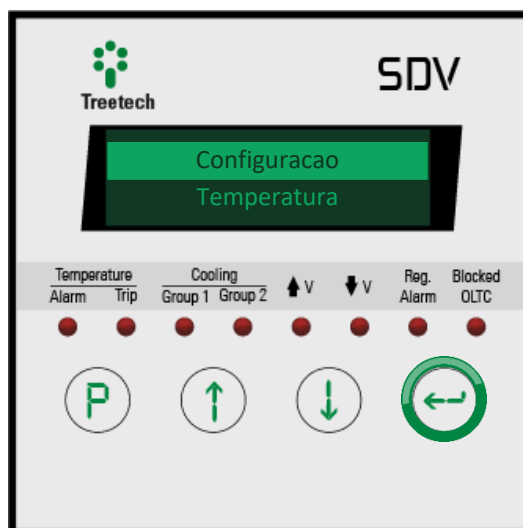 Treetech
SDV
Configuracao
Temperatura
Temperature
Cooling
Alarm Trip
Group 1 Group 2
V
V
Reg.
Alarm
Blocked
OLTC
P